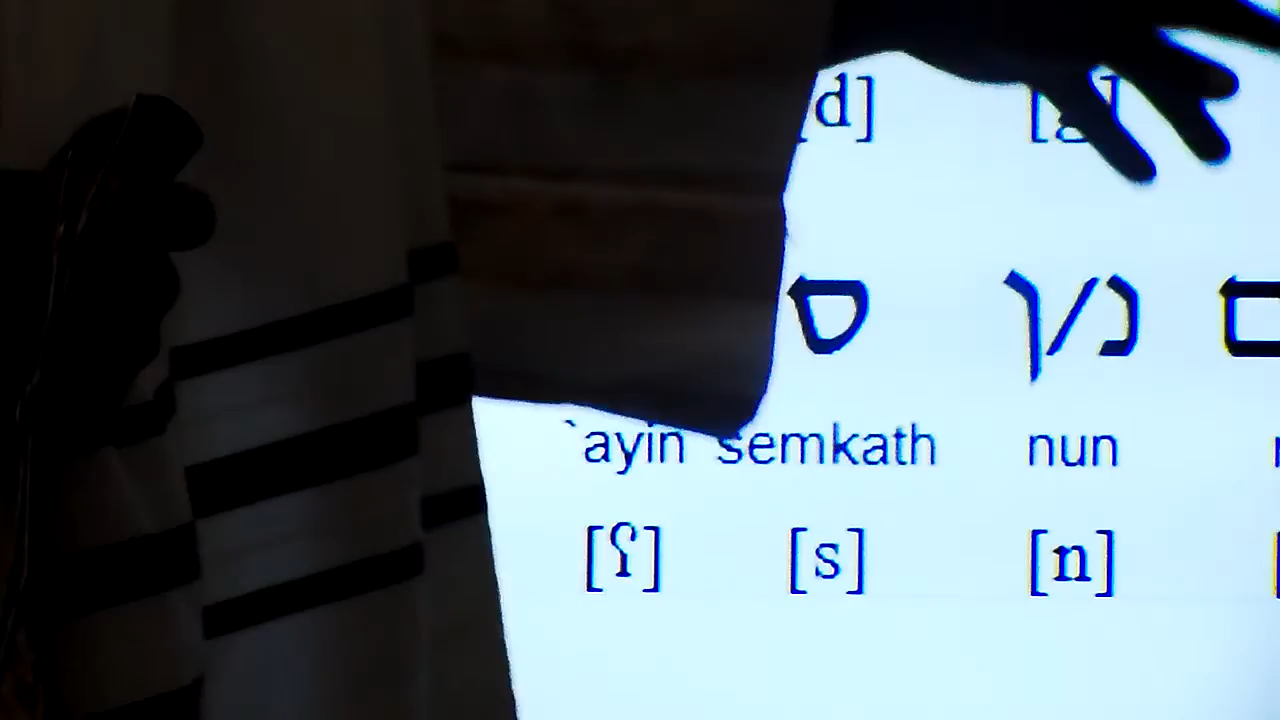 [d]
ס נ/ן
`ayin semkath nun
[ʕ] [s] [n]